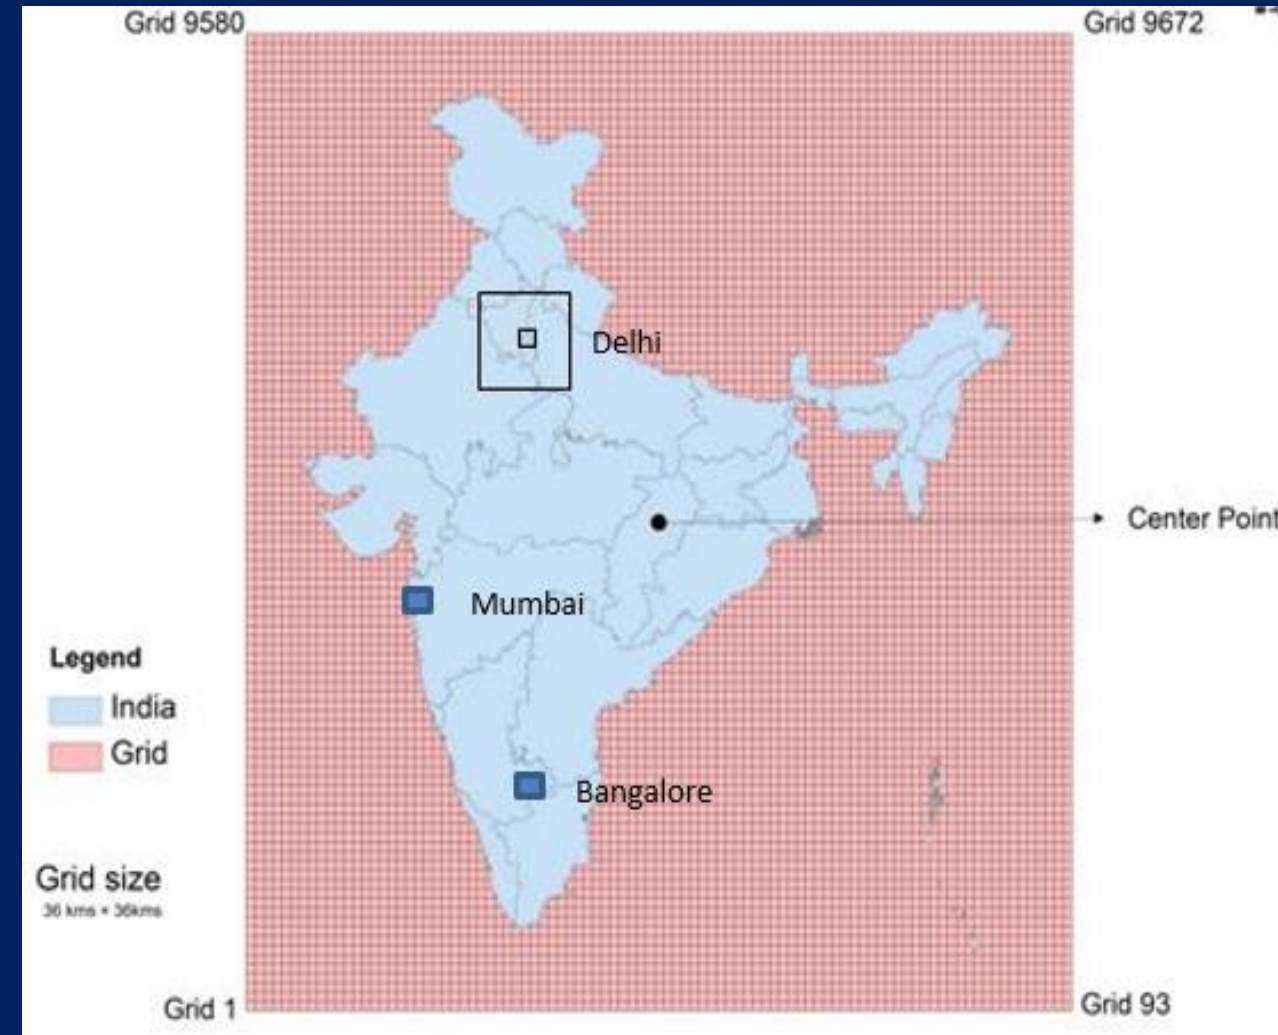 Grid 9580
Grid 9672
Delhi
Center Point
Mumbai
Legend
India
Grid
Bangalore
Grid size
36 kms × 36kms
Grid 1
Grid 93